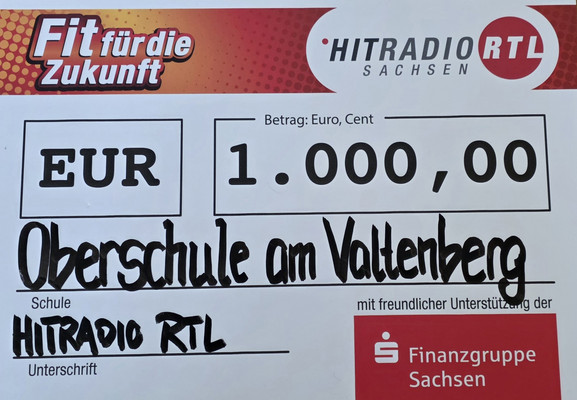 Fit für die
Zukunft
HITRADIO RTL
SACHSEN
Betrag: Euro, Cent
EUR 1.000,00
Oberschule am Valtenberg
Schule
mit freundlicher Unterstützung der
HITRADIO RTL
Unterschrift
Finanzgruppe
Sachsen